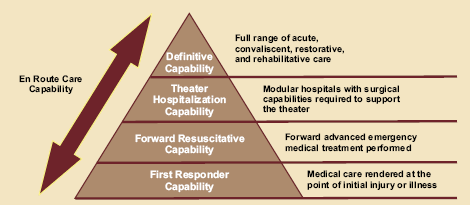 En Route Care
Capability
Definitive
Capability
Full range of acute,
convaliscent, restorative,
and rehabilitative care
Theater
Hospitalization
Capability
Modular hospitals with surgical
capabilities required to support
the theater
Forward Resuscitative
Capability
Forward advanced emergency
medical treatment performed
First Responder
Capability
Medical care rendered at the
point of initial injury or illness